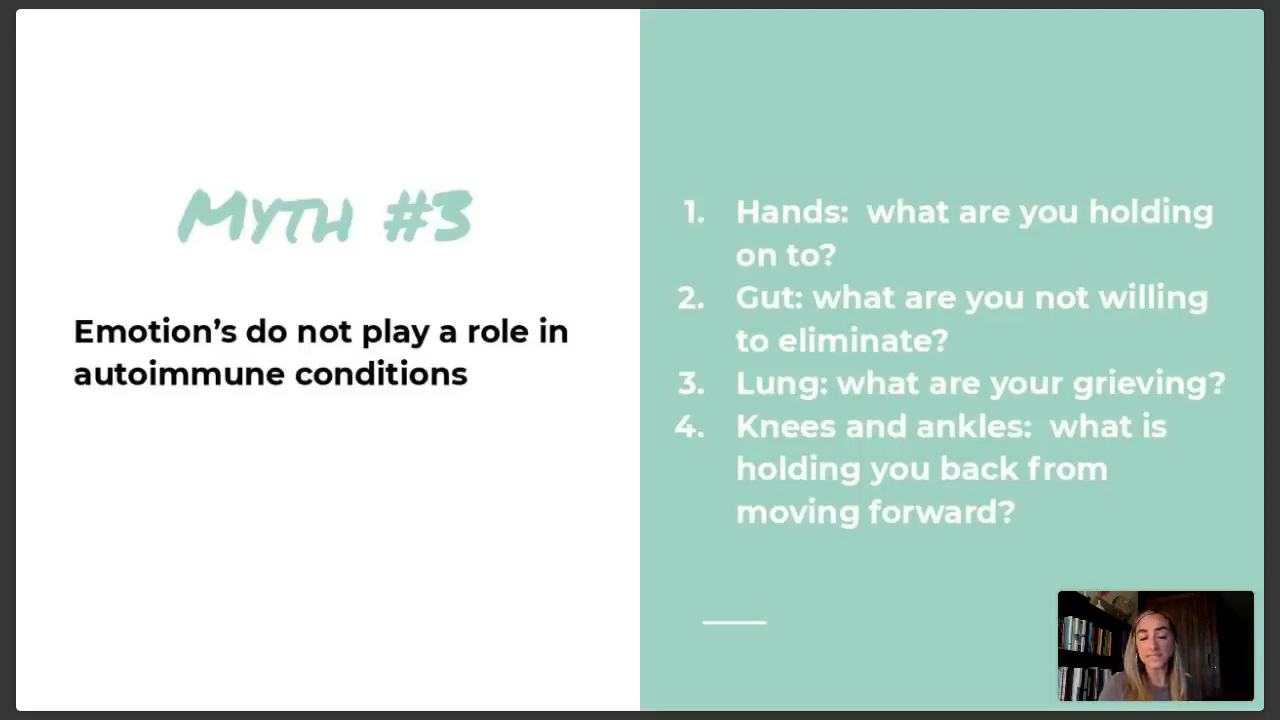 Myth #3
Emotion’s do not play a role in
autoimmune conditions
1. Hands:  what are you holding
on to?
2. Gut: what are you not willing
to eliminate?
3. Lung: what are your grieving?
4. Knees and ankles:  what is
holding you back from
moving forward?